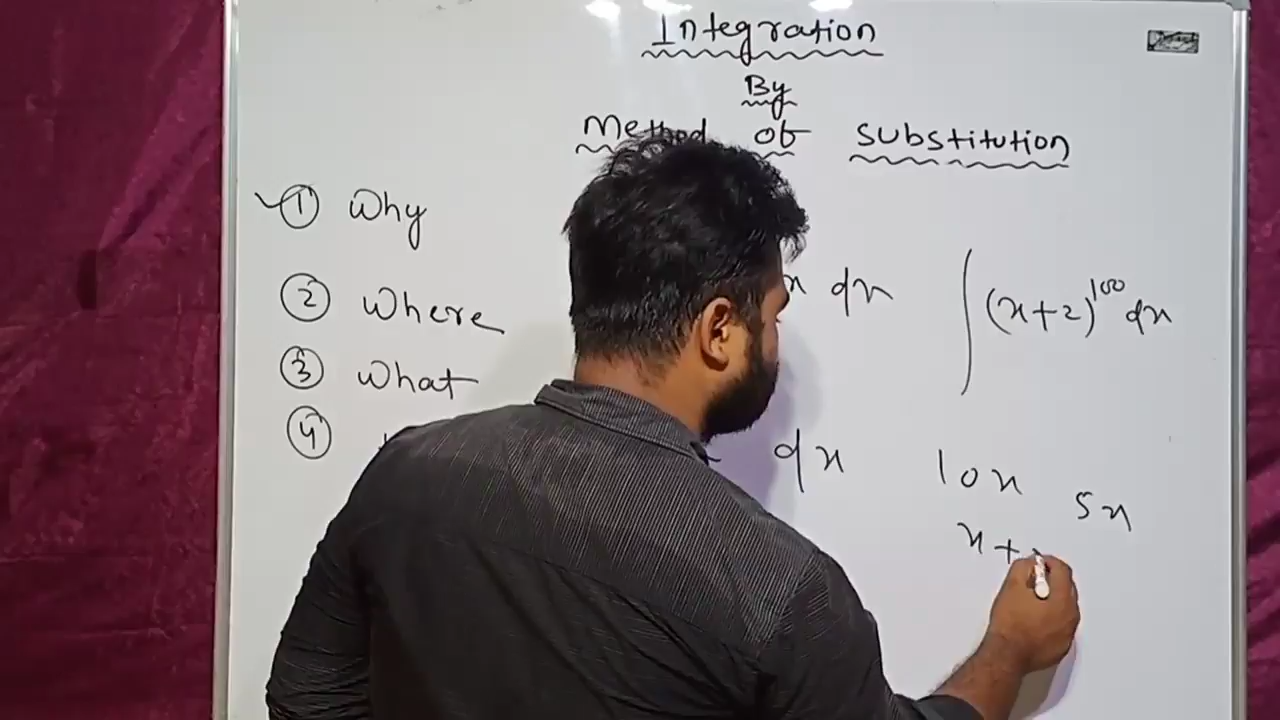 Integration
By
Method of Substitution
① Why
② Where
③ What
④
dx
∫(x+2)^100 dx
dx
10x
5x
x+